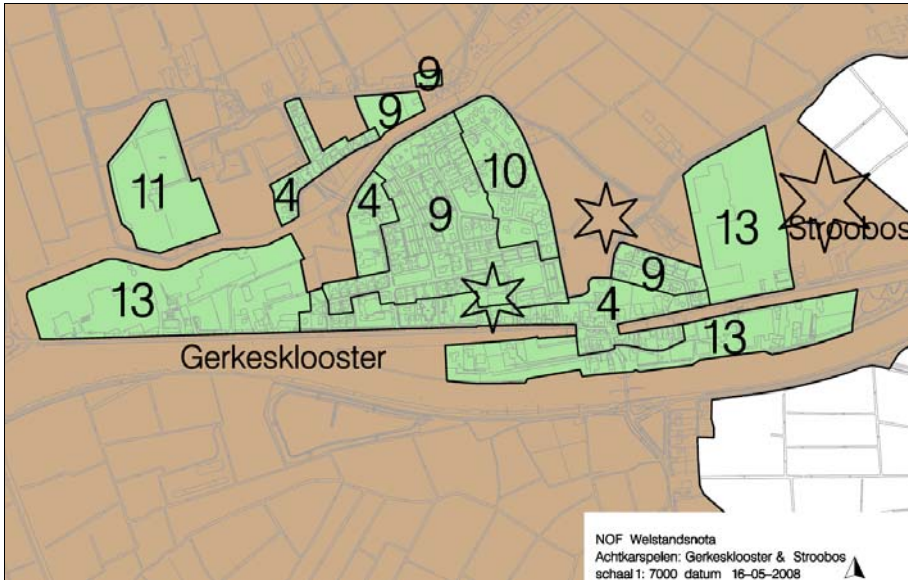 9
9
11
4
4
9
10
13
Stroobos
9
13
4
13
Gerkesklooster
NOF Welstandsnota
Achtkarspelen: Gerkesklooster & Stroobos
schaal 1: 7000 datum 16-05-2008